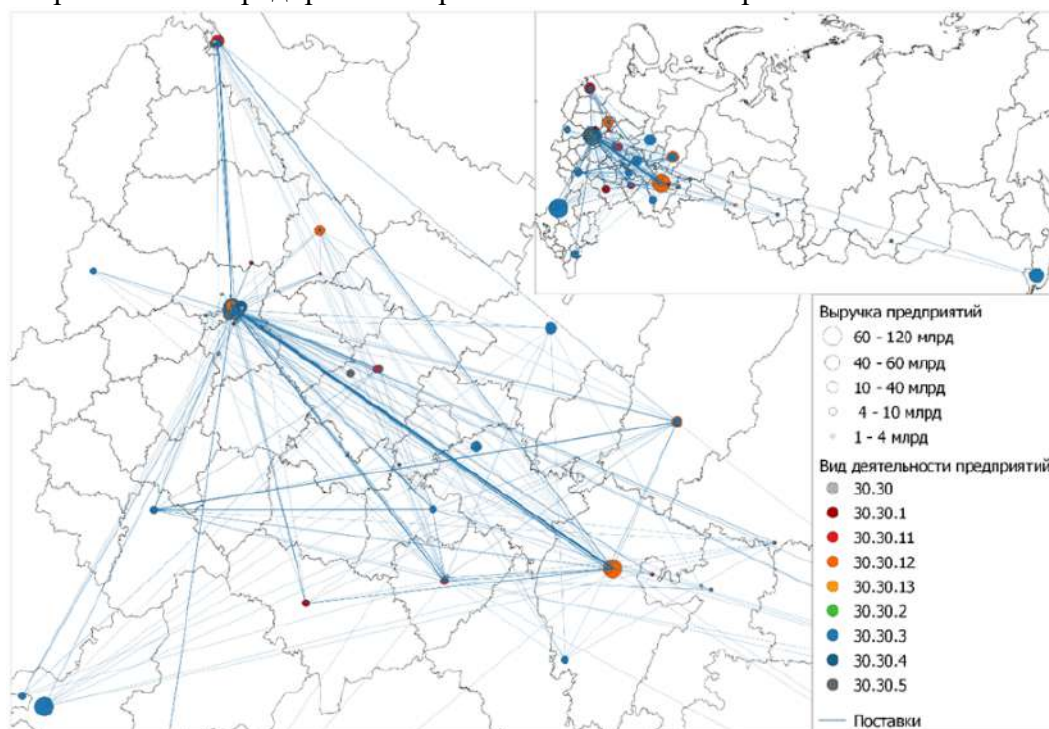 Выручка предприятий
60 - 120 млрд
40 - 60 млрд
10 - 40 млрд
4 - 10 млрд
1 - 4 млрд
Вид деятельности предприятий
30.30
30.30.1
30.30.11
30.30.12
30.30.13
30.30.2
30.30.3
30.30.4
30.30.5
Поставки